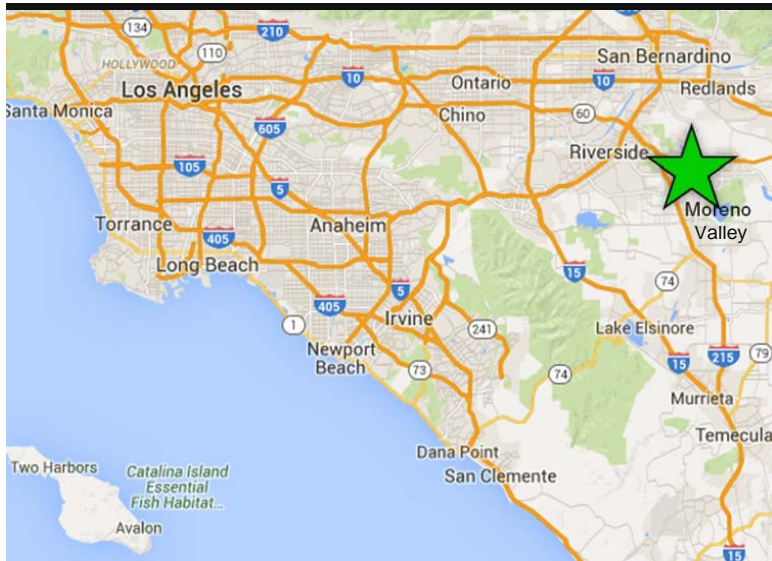 134
210
HOLLYWOOD
110
Los Angeles
10
Ontario
10
San Bernardino
Redlands
Santa Monica
Chino
60
605
Riverside
105
5
Moreno
Valley
Torrance
405
Anaheim
Long Beach
15
74
405
5
1
Irvine
241
Lake Elsinore
Newport
Beach
73
74
15
215
79
Murrieta
Temecula
Dana Point
San Clemente
Two Harbors
Catalina Island
Essential
Fish Habitat...
Avalon
15